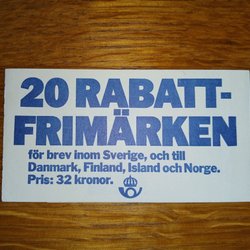 20 RABATT-
FRIMÄRKEN
för brev inom Sverige, och till
Danmark, Finland, Island och Norge.
Pris: 32 kronor.